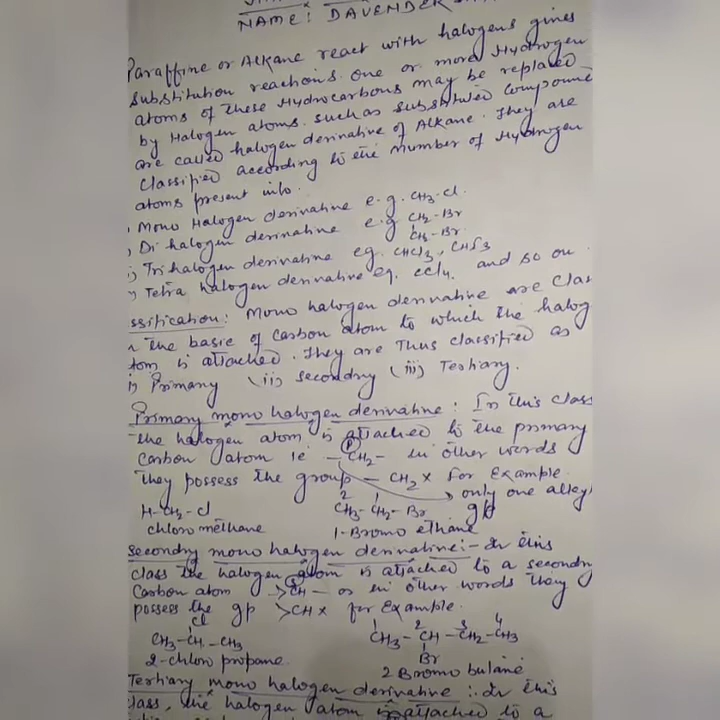 NAME: DAVENDER
Paraffine or Alkane react with halogens gives
substitution reactions. one or more Hydrogen
atoms of these Hydrocarbons may be replaced
by Halogen atoms. such as substituted compound
are called halogen derivative of Alkane. They are
classified according to the number of Hydrogen
atoms present into.
Mono Halogen derivative e.g. CH3-Cl.
Di halogen derivative e.g CH2-Br
CH2-Br.
Tri halogen derivative eg. CHCl3, CHI3
Tetra halogen derivative eg. CCl4. and so on
ssification: Mono halogen derivative are Clas
n the basie of Carbon atom to which the halog
tom is attached. They are Thus classified as
i) Primary (ii) secondry (iii) Tertiary.
Primary mono halogen derivative: In this class
the halogen atom is attached to the primary
Carbon atom ie -CH2- in other words
they possess the group -CH2X For Example.
only one alkyl
gp
H-CH2-Cl
2 1
CH3-CH2-Br
chloro methane 1-Bromo ethane
secondry mono halogen derivative:- In this
class the halogen atom is attached to a secondry
Carbon atom >CH- or in other words they
possess the gp >CHX for Example.
Cl
CH3-CH-CH3
1 2 3 4
CH3-CH-CH2-CH3
Br
2-chloro propane. 2 Bromo butane
Tertiary mono halogen derivative :- In this
lass, the halogen atom is attached to a